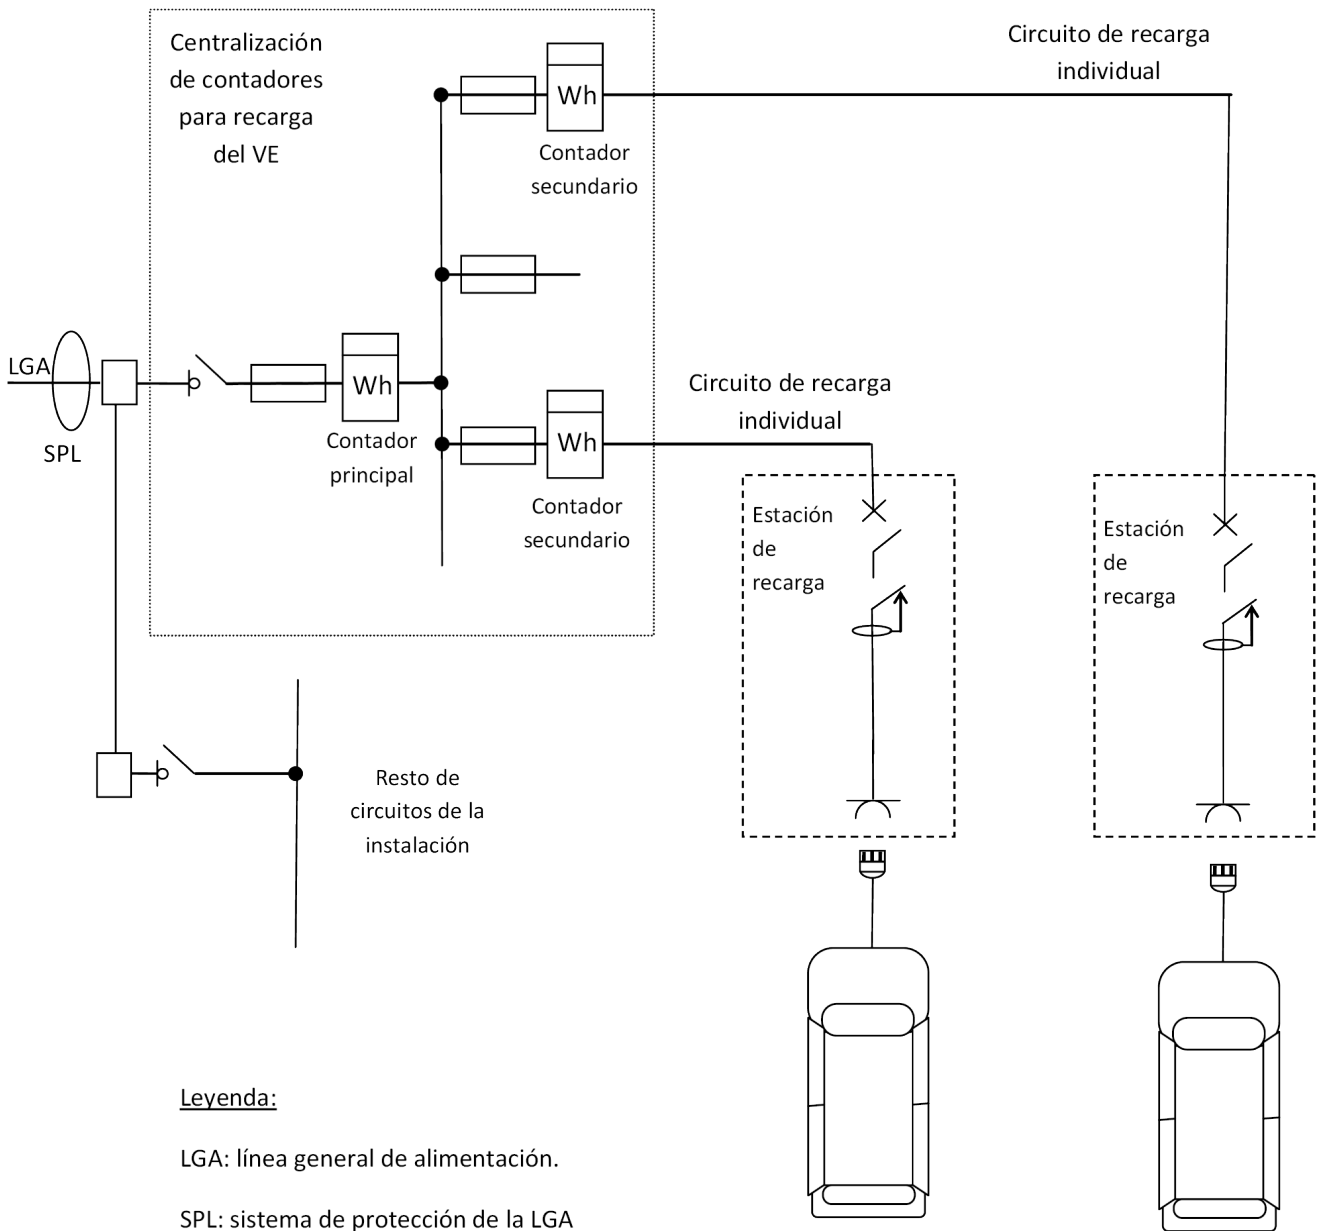 Centralización
de contadores
para recarga
del VE
Wh
Contador
secundario
Circuito de recarga
individual
LGA
SPL
Wh
Contador
principal
Wh
Contador
secundario
Circuito de recarga
individual
Estación
de
recarga
Estación
de
recarga
Resto de
circuitos de la
instalación
Leyenda:
LGA: línea general de alimentación.
SPL: sistema de protección de la LGA